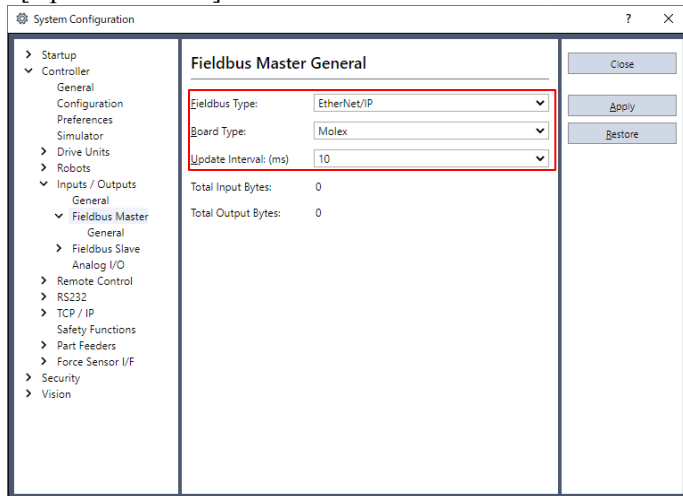 System Configuration
? ×
Startup
Controller
General
Configuration
Preferences
Simulator
Drive Units
Robots
Inputs / Outputs
General
Fieldbus Master
General
Fieldbus Slave
Analog I/O
Remote Control
RS232
TCP / IP
Safety Functions
Part Feeders
Force Sensor I/F
Security
Vision
Fieldbus Master General
Fieldbus Type: EtherNet/IP
Board Type: Molex
Update Interval: (ms) 10
Total Input Bytes: 0
Total Output Bytes: 0
Close
Apply
Restore